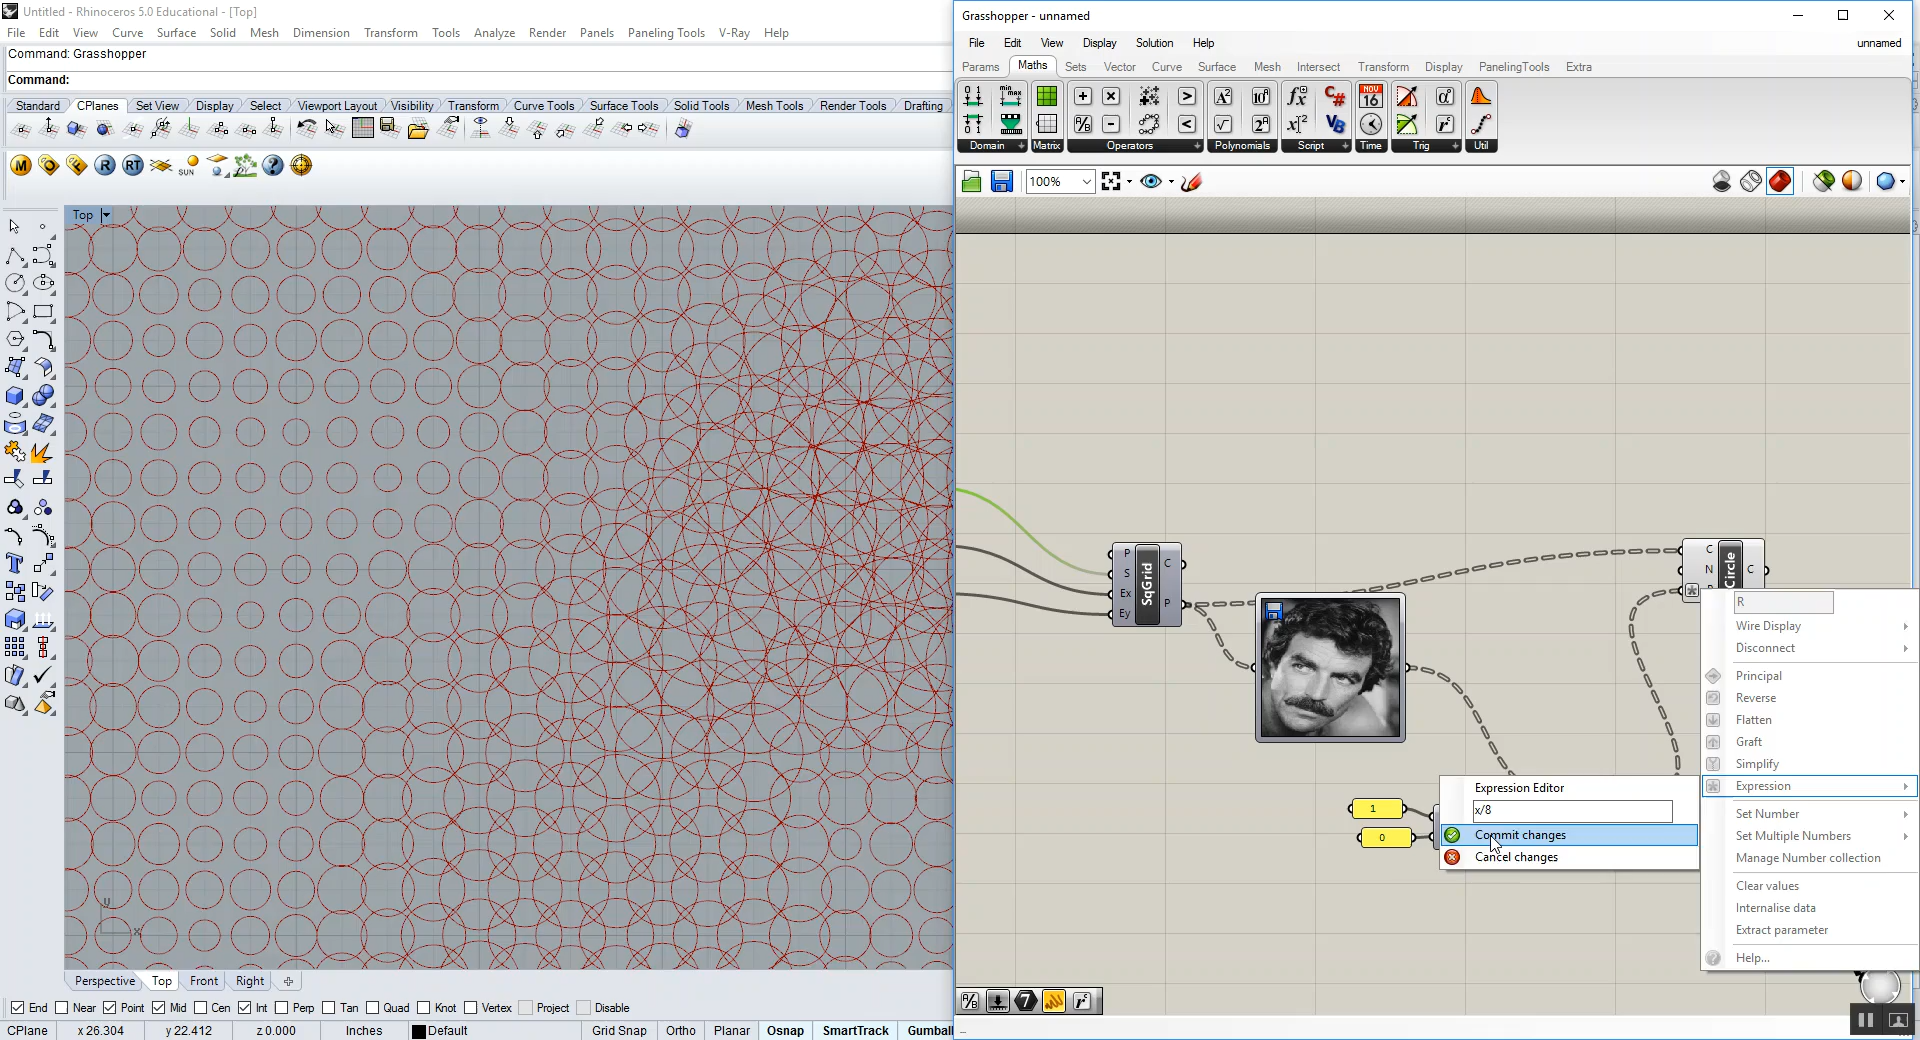 Untitled - Rhinoceros 5.0 Educational - [Top]
File Edit View Curve Surface Solid Mesh Dimension Transform Tools Analyze Render Panels Paneling Tools V-Ray Help
Command: Grasshopper
Command:
Standard CPlanes Set View Display Select Viewport Layout Visibility Transform Curve Tools Surface Tools Solid Tools Mesh Tools Render Tools Drafting
M R RT SUN
Top
y
x
Perspective Top Front Right
End Near Point Mid Cen Int Perp Tan Quad Knot Vertex Project Disable
CPlane x 26.304 y 22.412 z 0.000 Inches Default Grid Snap Ortho Planar Osnap SmartTrack Gumball
Grasshopper - unnamed
File Edit View Display Solution Help unnamed
Params Maths Sets Vector Curve Surface Mesh Intersect Transform Display PanelingTools Extra
Domain Matrix Operators Polynomials Script Time Trig Util
100%
P
S
Ex
Ey
SqGrid
C
P
C
N
Circle
C
1
0
Expression Editor
x/8
Commit changes
Cancel changes
R
Wire Display
Disconnect
Principal
Reverse
Flatten
Graft
Simplify
Expression
Set Number
Set Multiple Numbers
Manage Number collection
Clear values
Internalise data
Extract parameter
Help...